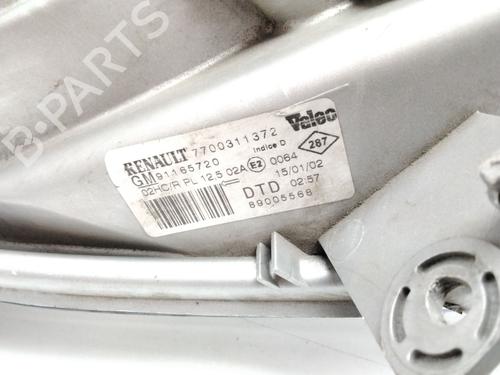 B-PARTS
RENAULT 7700311372 Valeo
GM 91165720 Indice D 287
02HC/R PL 12.5 02A E2 0064
DTD 15/01/02
02:57
89005566